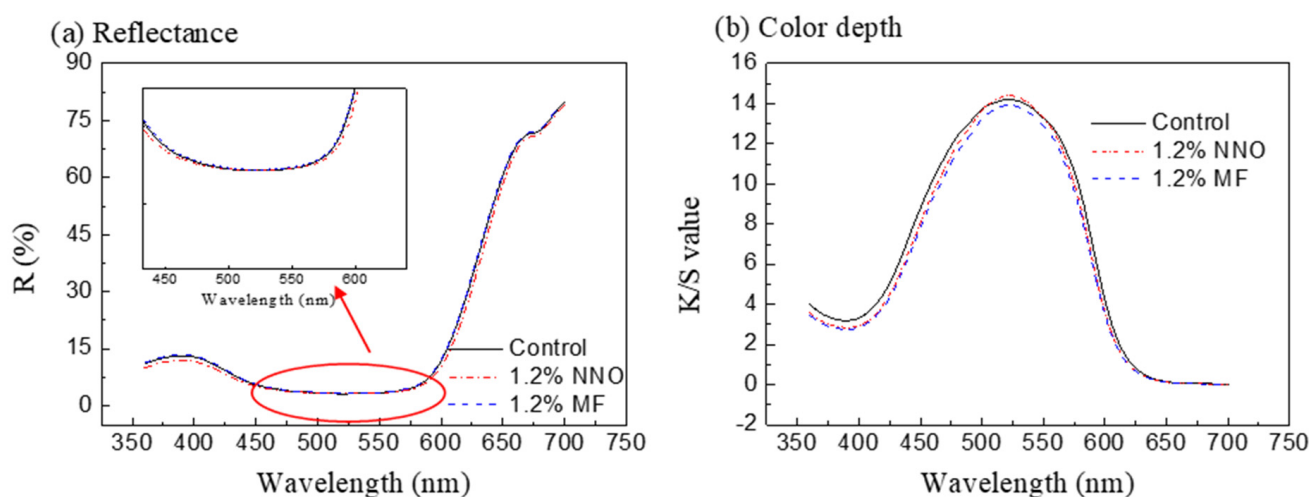 (a) Reflectance
90
75
60
45
30
15
0
R (%)
350 400 450 500 550 600 650 700 750
Wavelength (nm)
450 500 550 600
Wavelength (nm)
Control
1.2% NNO
1.2% MF
(b) Color depth
16
14
12
10
8
6
4
2
0
-2
K/S value
350 400 450 500 550 600 650 700 750
Wavelength (nm)
Control
1.2% NNO
1.2% MF